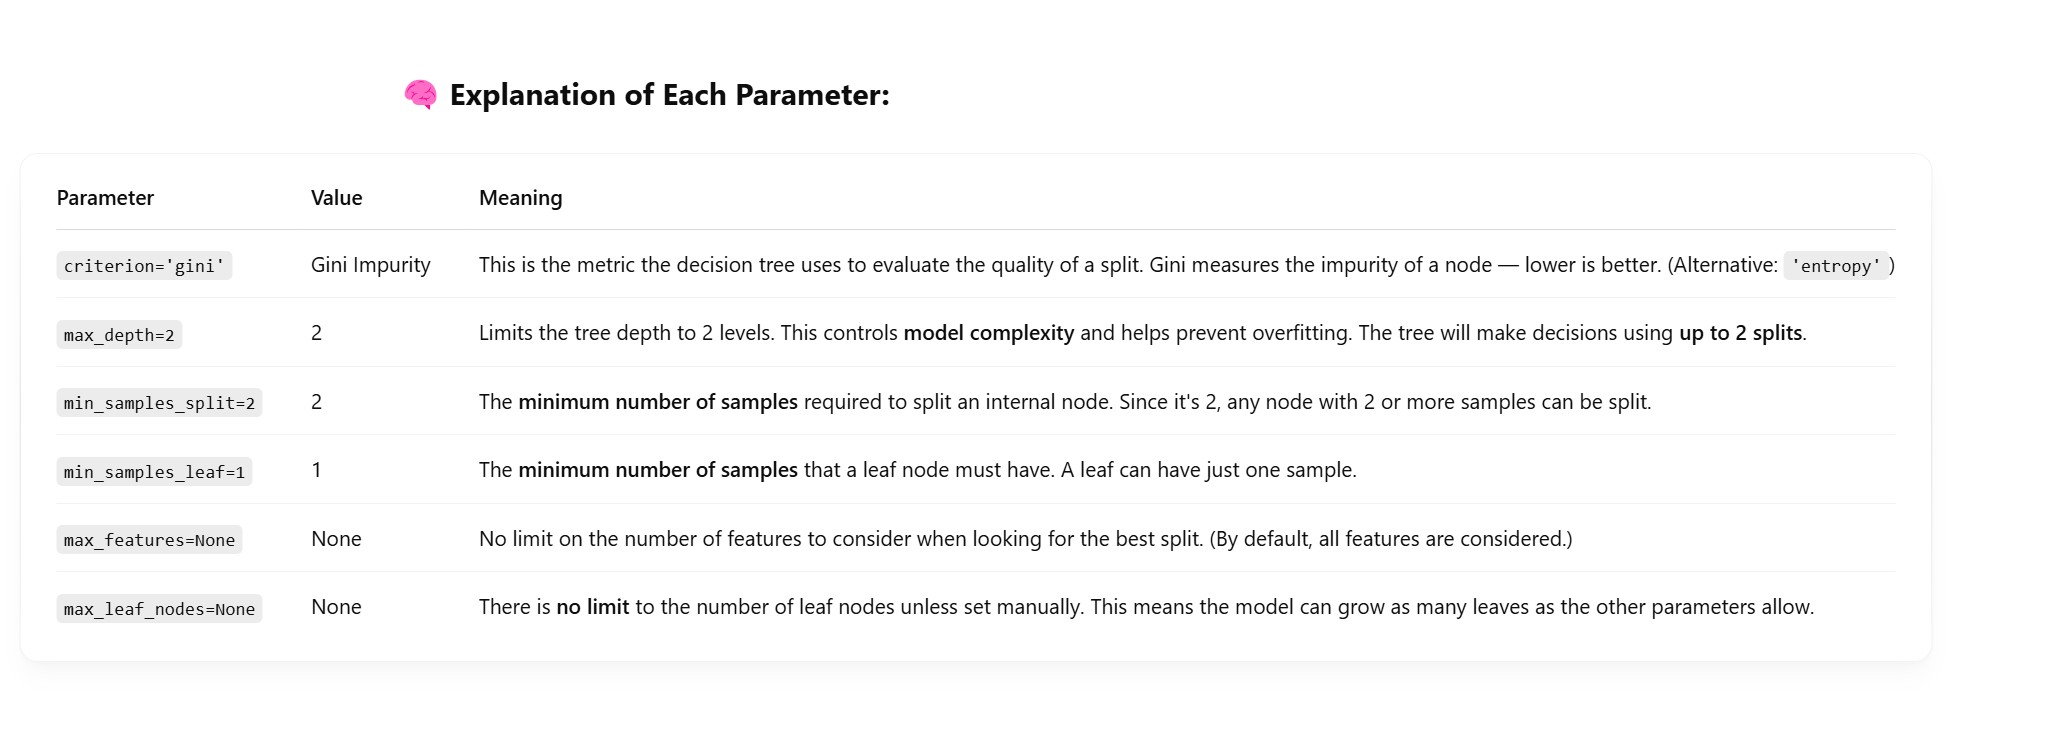 🧠 Explanation of Each Parameter:
Parameter Value Meaning
criterion='gini' Gini Impurity This is the metric the decision tree uses to evaluate the quality of a split. Gini measures the impurity of a node — lower is better. (Alternative: 'entropy')
max_depth=2 2 Limits the tree depth to 2 levels. This controls model complexity and helps prevent overfitting. The tree will make decisions using up to 2 splits.
min_samples_split=2 2 The minimum number of samples required to split an internal node. Since it's 2, any node with 2 or more samples can be split.
min_samples_leaf=1 1 The minimum number of samples that a leaf node must have. A leaf can have just one sample.
max_features=None None No limit on the number of features to consider when looking for the best split. (By default, all features are considered.)
max_leaf_nodes=None None There is no limit to the number of leaf nodes unless set manually. This means the model can grow as many leaves as the other parameters allow.